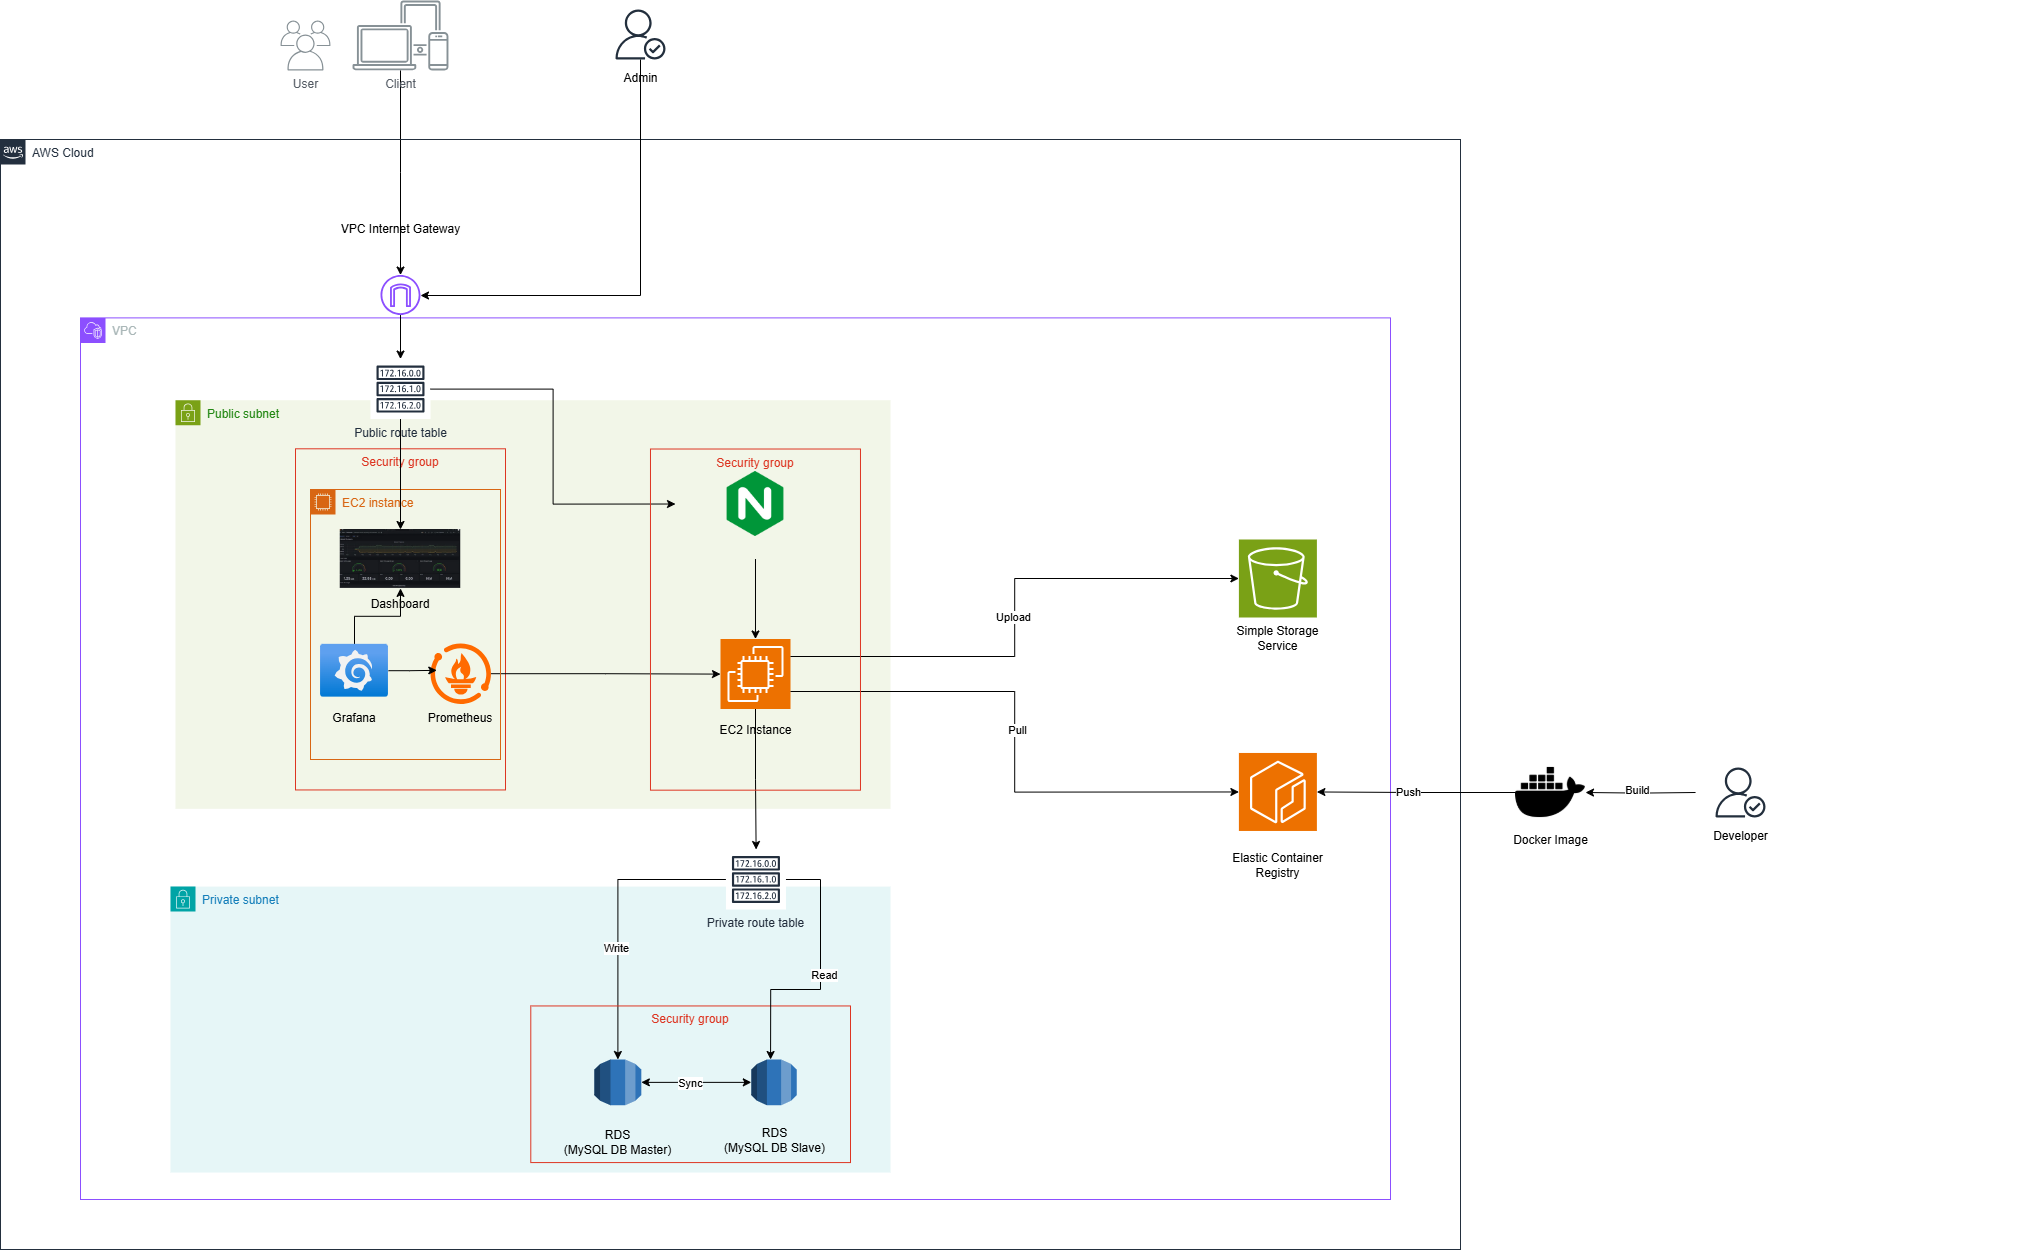 User
Client
Admin
aws
AWS Cloud
VPC Internet Gateway
VPC
172.16.0.0
172.16.1.0
172.16.2.0
Public subnet
Public route table
Security group
Security group
EC2 instance
N
Dashboard
Grafana
Prometheus
EC2 Instance
Upload
Simple Storage
Service
Pull
Push
Build
Docker Image
Developer
Elastic Container
Registry
172.16.0.0
172.16.1.0
172.16.2.0
Private subnet
Private route table
Write
Read
Security group
Sync
RDS
(MySQL DB Master)
RDS
(MySQL DB Slave)